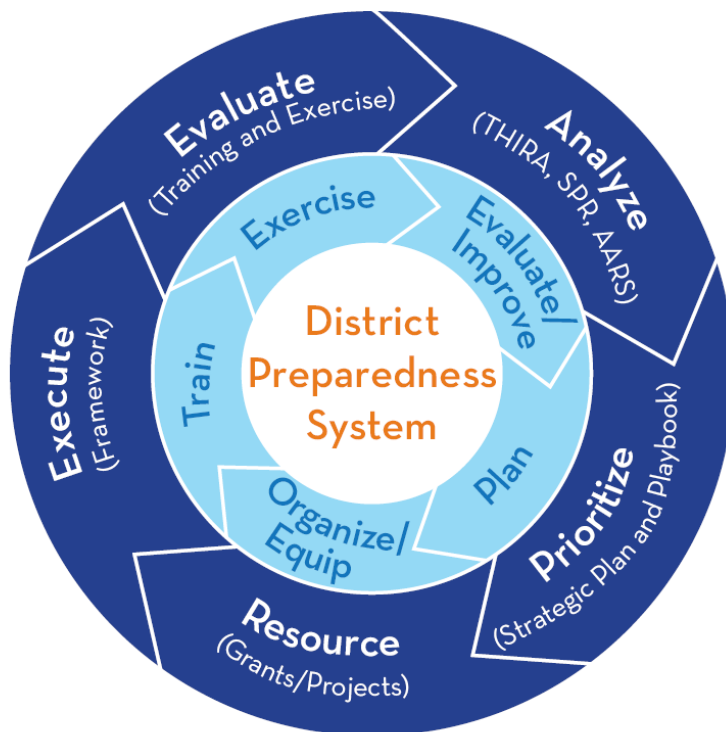 District
Preparedness
System
Evaluate
(Training and Exercise)
Analyze
(THIRA, SPR, AARS)
Prioritize
(Strategic Plan and Playbook)
Resource
(Grants/Projects)
Execute
(Framework)
Exercise
Evaluate/
Improve
Plan
Organize/
Equip
Train